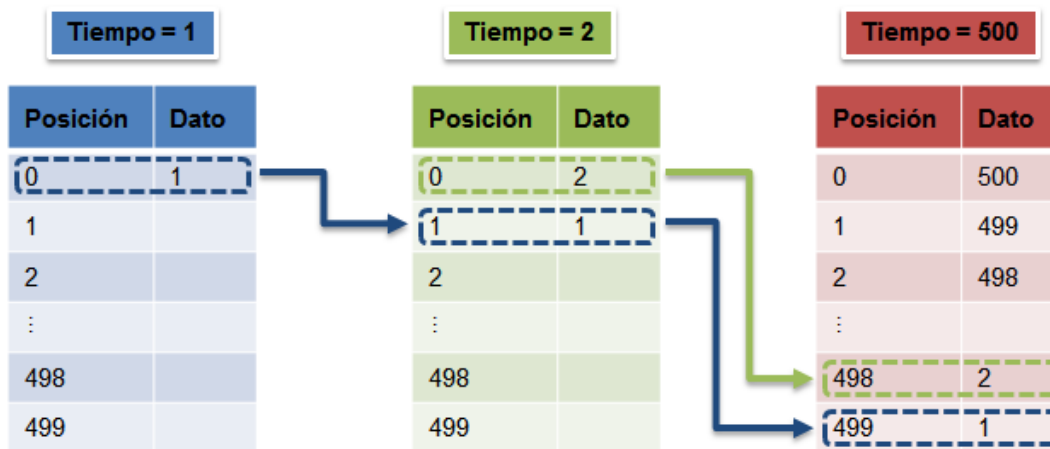 Tiempo = 1 Tiempo = 2 Tiempo = 500
Posición Dato Posición Dato Posición Dato
0 1 0 2 0 500
1 1 1 1 499
2 2 2 498
⋮ ⋮ ⋮
498 498 498 2
499 499 499 1